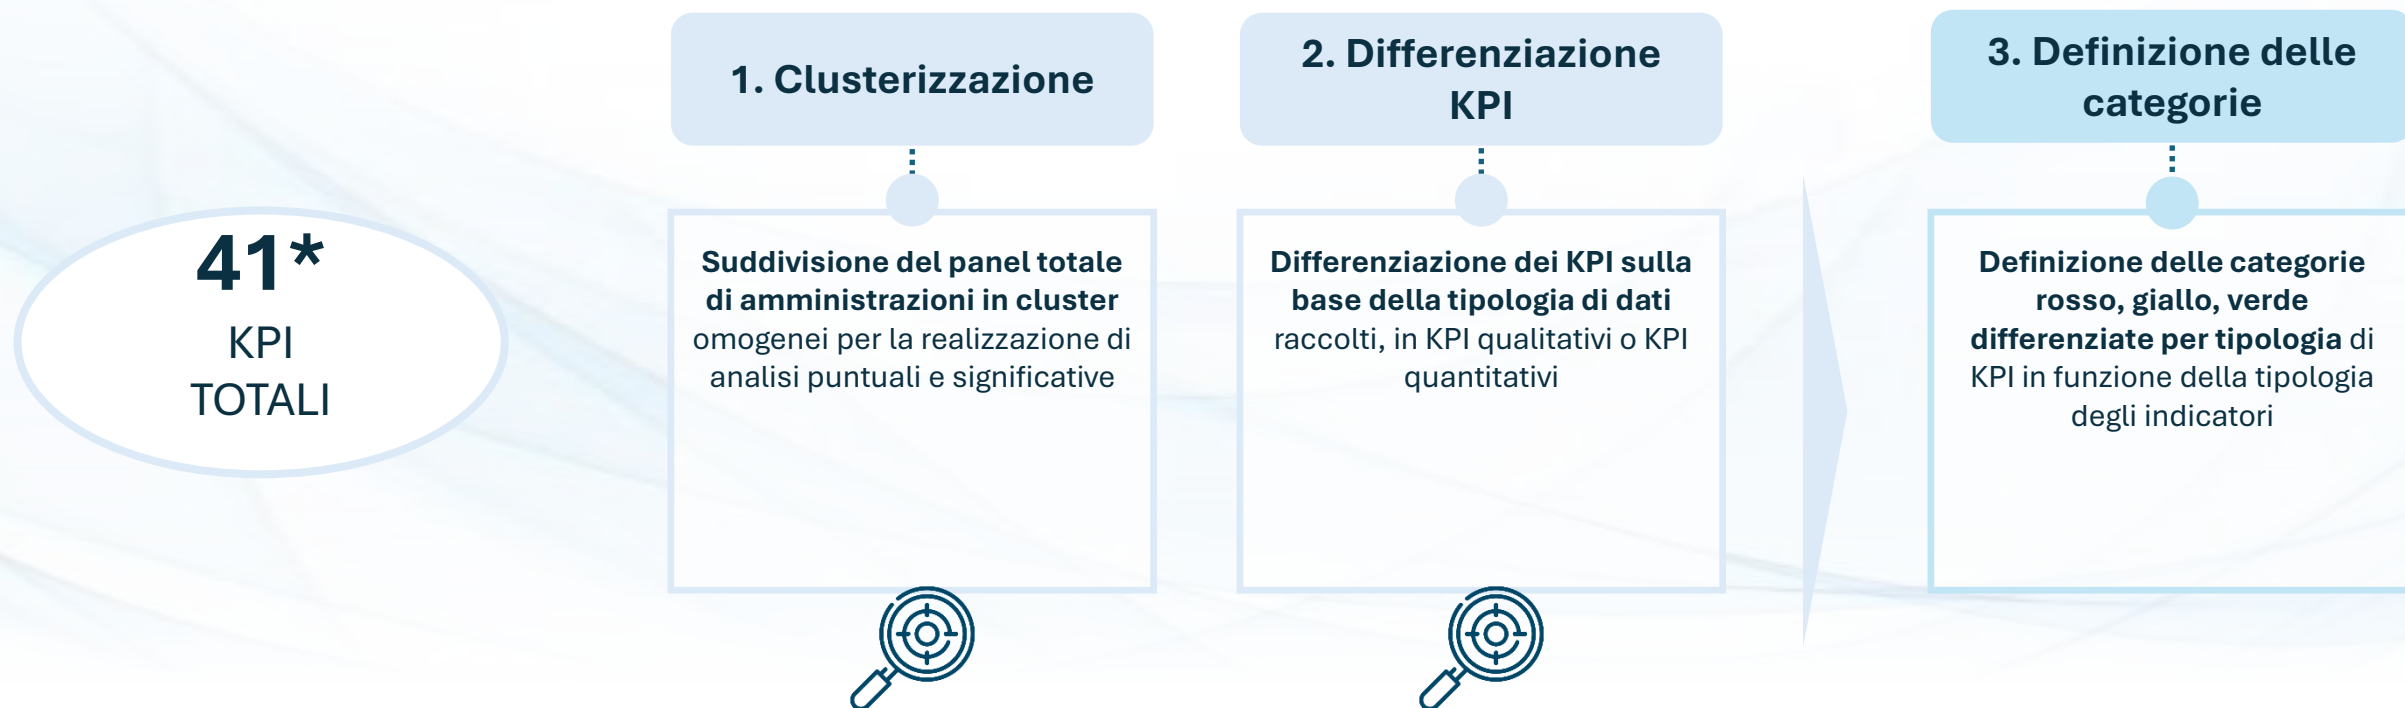 41*
KPI
TOTALI
1. Clusterizzazione
Suddivisione del panel totale
di amministrazioni in cluster
omogenei per la realizzazione di
analisi puntuali e significative
2. Differenziazione
KPI
Differenziazione dei KPI sulla
base della tipologia di dati
raccolti, in KPI qualitativi o KPI
quantitativi
3. Definizione delle
categorie
Definizione delle categorie
rosso, giallo, verde
differenziate per tipologia di
KPI in funzione della tipologia
degli indicatori